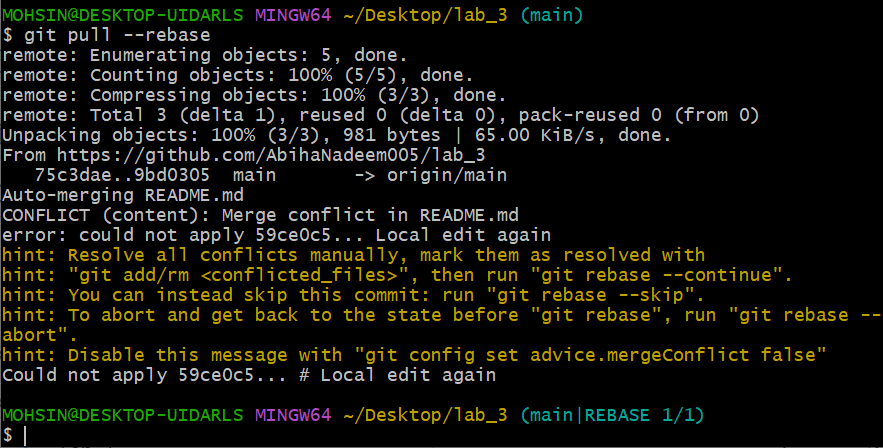 MOHSIN@DESKTOP-UIDARLS MINGW64 ~/Desktop/lab_3 (main)
$ git pull --rebase
remote: Enumerating objects: 5, done.
remote: Counting objects: 100% (5/5), done.
remote: Compressing objects: 100% (3/3), done.
remote: Total 3 (delta 1), reused 0 (delta 0), pack-reused 0 (from 0)
Unpacking objects: 100% (3/3), 981 bytes | 65.00 KiB/s, done.
From https://github.com/AbihaNadeem005/lab_3
   75c3dae..9bd0305  main       -> origin/main
Auto-merging README.md
CONFLICT (content): Merge conflict in README.md
error: could not apply 59ce0c5... Local edit again
hint: Resolve all conflicts manually, mark them as resolved with
hint: "git add/rm <conflicted_files>", then run "git rebase --continue".
hint: You can instead skip this commit: run "git rebase --skip".
hint: To abort and get back to the state before "git rebase", run "git rebase --
abort".
hint: Disable this message with "git config set advice.mergeConflict false"
Could not apply 59ce0c5... # Local edit again
MOHSIN@DESKTOP-UIDARLS MINGW64 ~/Desktop/lab_3 (main|REBASE 1/1)
$